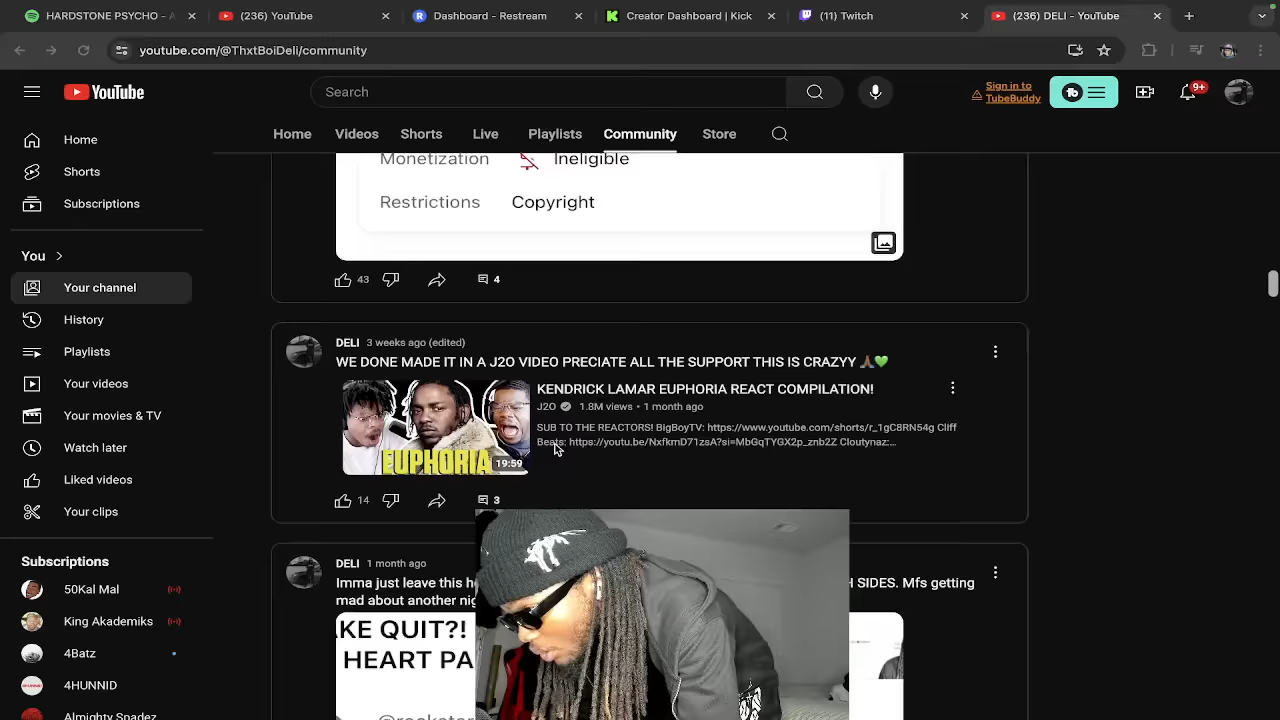 HARDSTONE PSYCHO - A
(236) YouTube
Dashboard - Restream
Creator Dashboard | Kick
(11) Twitch
(236) DELI - YouTube
youtube.com/@ThxtBoiDeli/community
YouTube
Search
Sign in to
TubeBuddy
9+
Home
Videos
Shorts
Live
Playlists
Community
Store
Home
Shorts
Subscriptions
You
Your channel
History
Playlists
Your videos
Your movies & TV
Watch later
Liked videos
Your clips
Subscriptions
50Kal Mal
King Akademiks
4Batz
4HUNNID
Almighty Spadez
Monetization Ineligible
Restrictions Copyright
43 4
DELI 3 weeks ago (edited)
WE DONE MADE IT IN A J2O VIDEO PRECIATE ALL THE SUPPORT THIS IS CRAZYY 🙏🏾💚
EUPHORIA
19:59
KENDRICK LAMAR EUPHORIA REACT COMPILATION!
J2O 1.8M views • 1 month ago
SUB TO THE REACTORS! BigBoyTV: https://www.youtube.com/shorts/r_1gC8RN54g Cliff
Beats: https://youtu.be/NxfkmD71zsA?si=MbGqTYGX2p_znb2Z Cloutynaz:...
14 3
DELI 1 month ago
Imma just leave this he H SIDES. Mfs getting
mad about another nig
KE QUIT?!
HEART PA